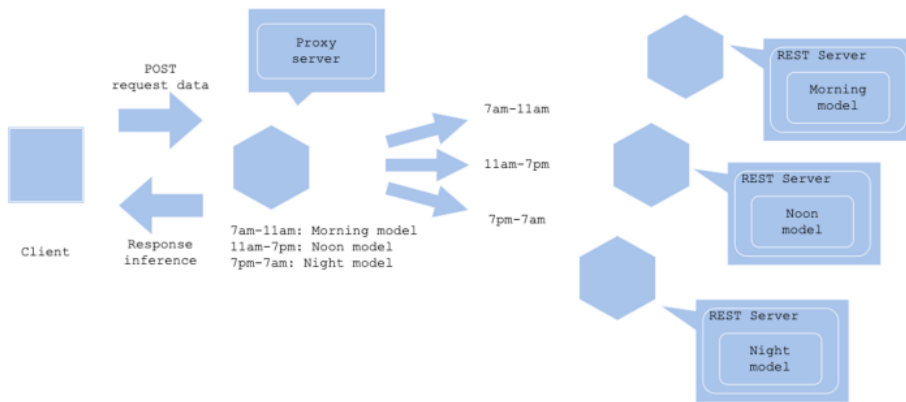 Proxy
server
POST
request data
Client
Response
inference
7am-11am: Morning model
11am-7pm: Noon model
7pm-7am: Night model
7am-11am
11am-7pm
7pm-7am
REST Server
Morning
model
REST Server
Noon
model
REST Server
Night
model